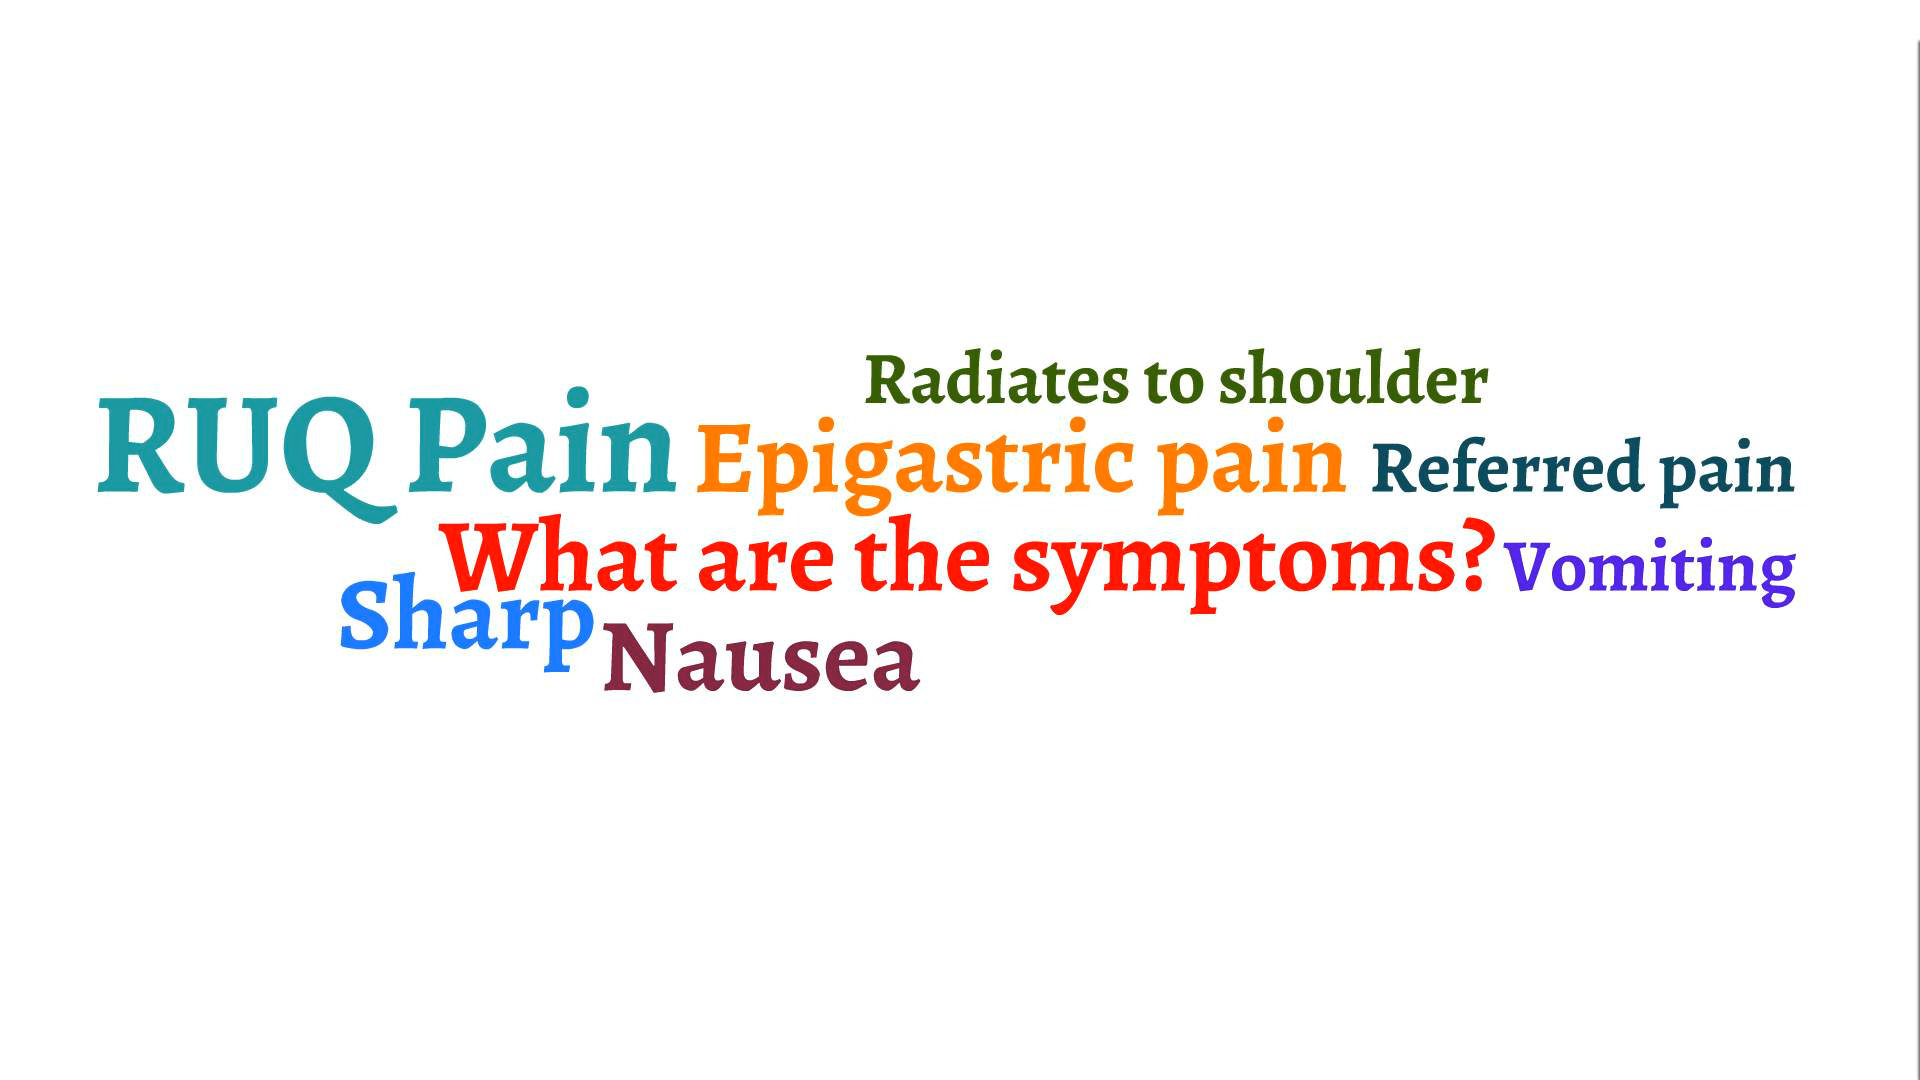 Radiates to shoulder
RUQ Pain Epigastric pain Referred pain
What are the symptoms? Vomiting
Sharp
Nausea